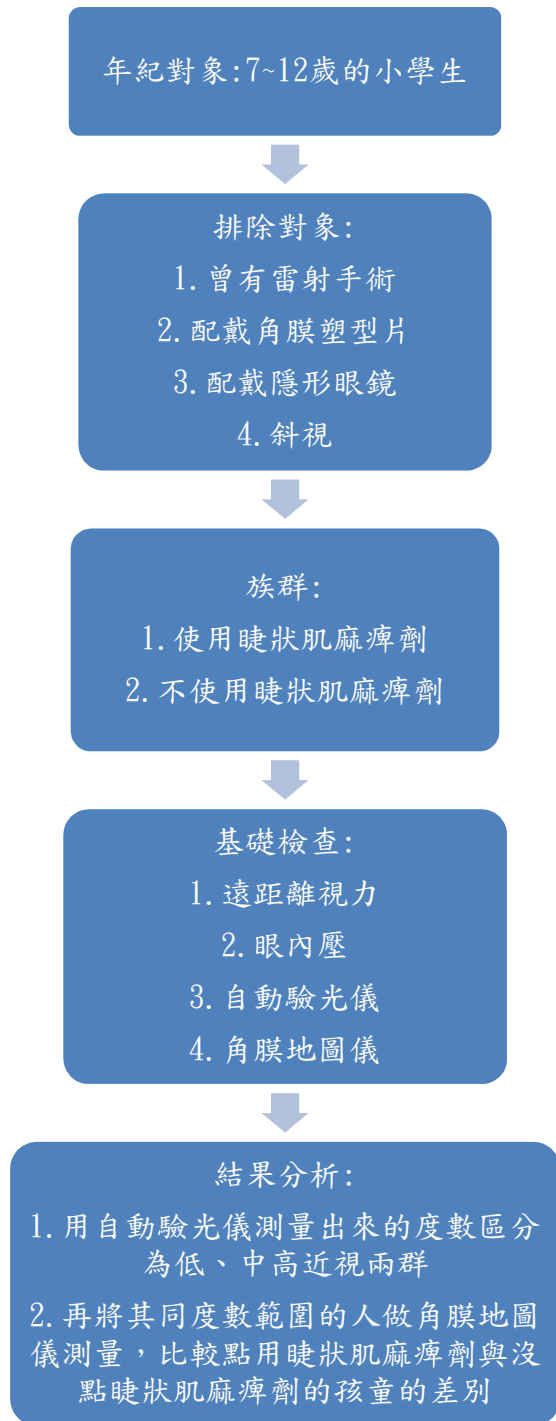 年紀對象:7~12歲的小學生
排除對象:
1.曾有雷射手術
2.配戴角膜塑型片
3.配戴隱形眼鏡
4.斜視
族群:
1.使用睫狀肌麻痺劑
2.不使用睫狀肌麻痺劑
基礎檢查:
1.遠距離視力
2.眼內壓
3.自動驗光儀
4.角膜地圖儀
結果分析:
1.用自動驗光儀測量出來的度數區分
為低、中高近視兩群
2.再將其同度數範圍的人做角膜地圖
儀測量，比較點用睫狀肌麻痺劑與沒
點睫狀肌麻痺劑的孩童的差別